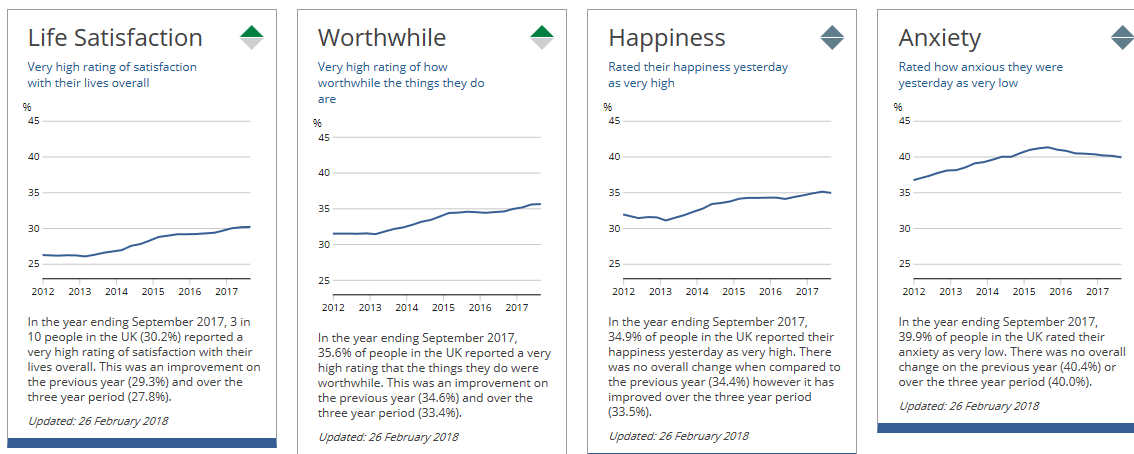 Life Satisfaction
Very high rating of satisfaction
with their lives overall
%
45
40
35
30
25
2012 2013 2014 2015 2016 2017
In the year ending September 2017, 3 in
10 people in the UK (30.2%) reported a
very high rating of satisfaction with their
lives overall. This was an improvement on
the previous year (29.3%) and over the
three year period (27.8%).
Updated: 26 February 2018
Worthwhile
Very high rating of how
worthwhile the things they do
are
%
45
40
35
30
25
2012 2013 2014 2015 2016 2017
In the year ending September 2017,
35.6% of people in the UK reported a very
high rating that the things they do were
worthwhile. This was an improvement on
the previous year (34.6%) and over the
three year period (33.4%).
Updated: 26 February 2018
Happiness
Rated their happiness yesterday
as very high
%
45
40
35
30
25
2012 2013 2014 2015 2016 2017
In the year ending September 2017,
34.9% of people in the UK reported their
happiness yesterday as very high. There
was no overall change when compared to
the previous year (34.4%) however it has
improved over the three year period
(33.5%).
Updated: 26 February 2018
Anxiety
Rated how anxious they were
yesterday as very low
%
45
40
35
30
25
2012 2013 2014 2015 2016 2017
In the year ending September 2017,
39.9% of people in the UK rated their
anxiety as very low. There was no overall
change on the previous year (40.4%) or
over the three year period (40.0%).
Updated: 26 February 2018